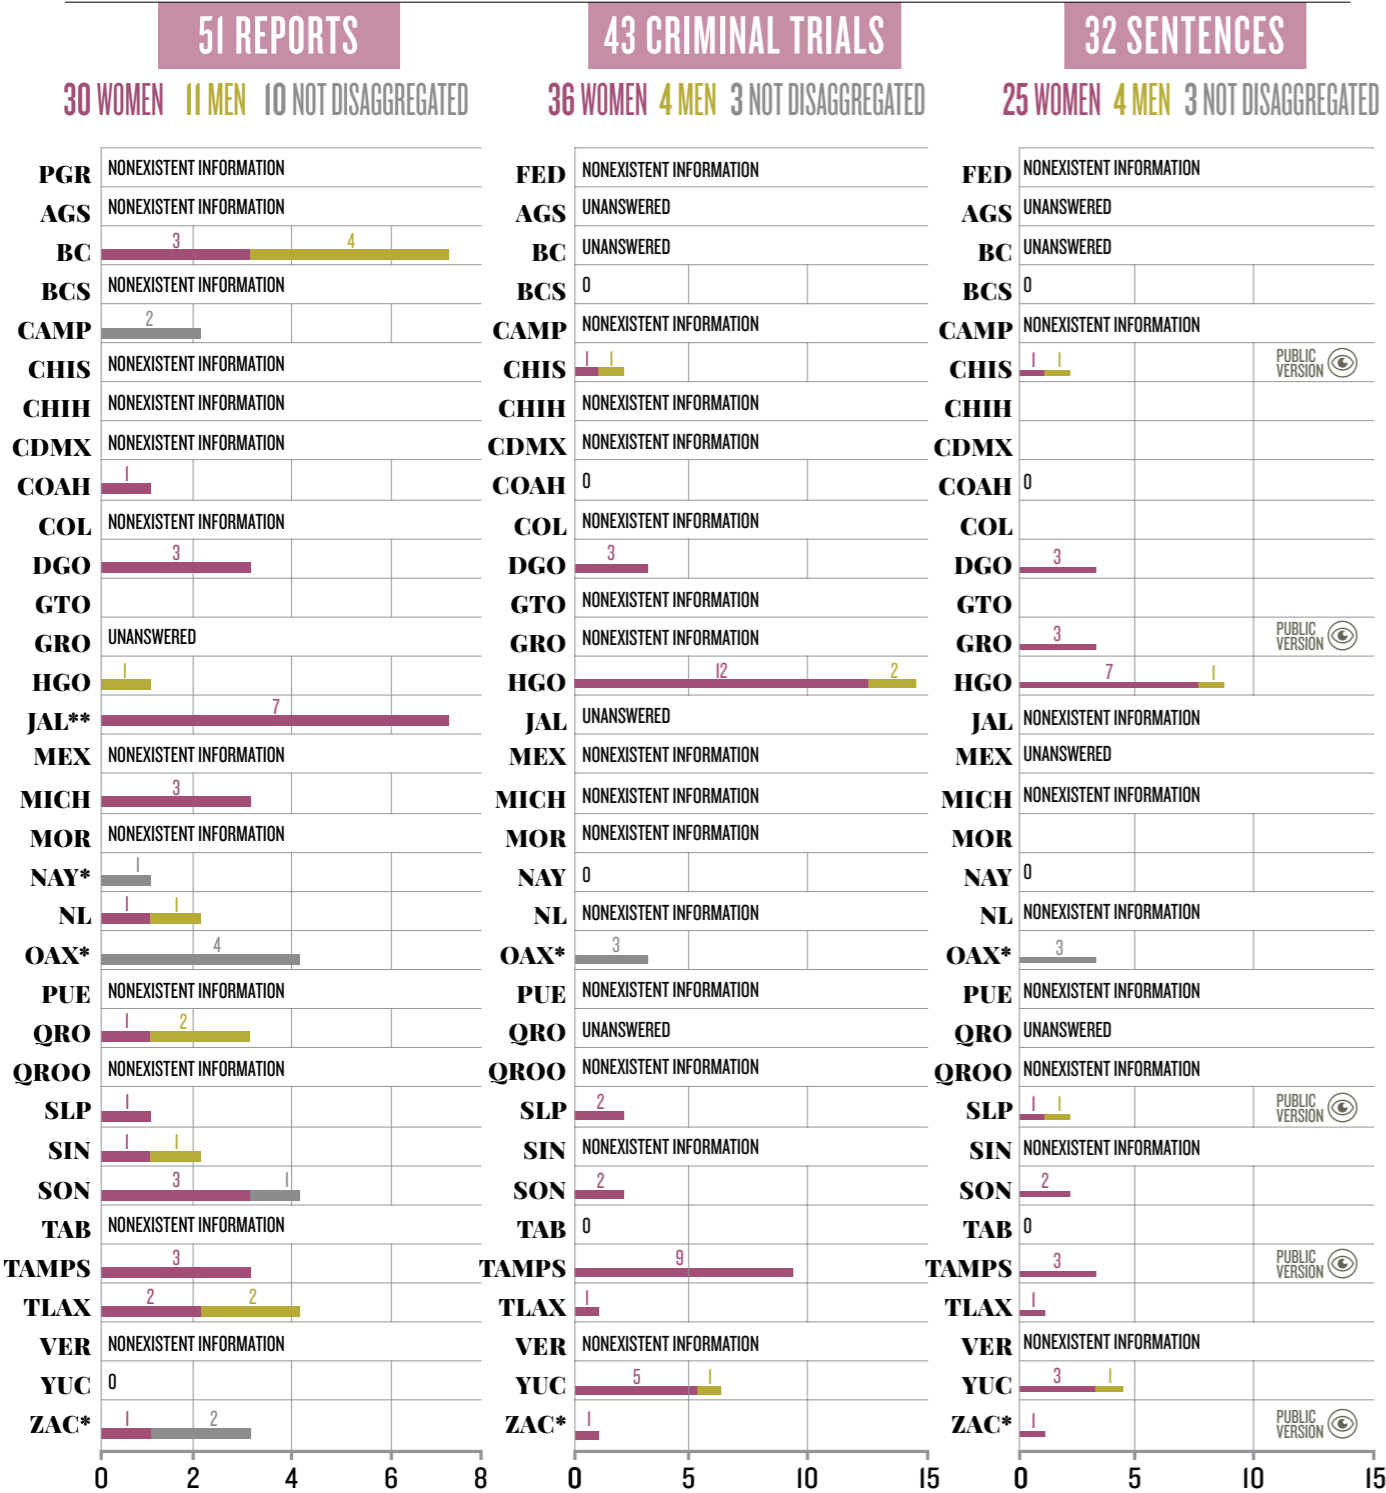 51 REPORTS
30 WOMEN 11 MEN 10 NOT DISAGGREGATED
PGR NONEXISTENT INFORMATION
AGS NONEXISTENT INFORMATION
BC 3 4
BCS NONEXISTENT INFORMATION
CAMP 2
CHIS NONEXISTENT INFORMATION
CHIH NONEXISTENT INFORMATION
CDMX NONEXISTENT INFORMATION
COAH 1
COL NONEXISTENT INFORMATION
DGO 3
GTO
GRO UNANSWERED
HGO 1
JAL** 7
MEX NONEXISTENT INFORMATION
MICH 3
MOR NONEXISTENT INFORMATION
NAY* 1
NL 1 1
OAX* 4
PUE NONEXISTENT INFORMATION
QRO 1 2
QROO NONEXISTENT INFORMATION
SLP 1
SIN 1 1
SON 3 1
TAB NONEXISTENT INFORMATION
TAMPS 3
TLAX 2 2
VER NONEXISTENT INFORMATION
YUC 0
ZAC* 1 2
0 2 4 6 8
43 CRIMINAL TRIALS
36 WOMEN 4 MEN 3 NOT DISAGGREGATED
FED NONEXISTENT INFORMATION
AGS UNANSWERED
BC UNANSWERED
BCS 0
CAMP NONEXISTENT INFORMATION
CHIS 1 1
CHIH NONEXISTENT INFORMATION
CDMX NONEXISTENT INFORMATION
COAH 0
COL NONEXISTENT INFORMATION
DGO 3
GTO NONEXISTENT INFORMATION
GRO NONEXISTENT INFORMATION
HGO 12 2
JAL UNANSWERED
MEX NONEXISTENT INFORMATION
MICH NONEXISTENT INFORMATION
MOR NONEXISTENT INFORMATION
NAY 0
NL NONEXISTENT INFORMATION
OAX* 3
PUE NONEXISTENT INFORMATION
QRO UNANSWERED
QROO NONEXISTENT INFORMATION
SLP 2
SIN NONEXISTENT INFORMATION
SON 2
TAB 0
TAMPS 9
TLAX 1
VER NONEXISTENT INFORMATION
YUC 5 1
ZAC* 1
0 5 10 15
32 SENTENCES
25 WOMEN 4 MEN 3 NOT DISAGGREGATED
FED NONEXISTENT INFORMATION
AGS UNANSWERED
BC UNANSWERED
BCS 0
CAMP NONEXISTENT INFORMATION
CHIS 1 1 PUBLIC VERSION
CHIH
CDMX
COAH 0
COL
DGO 3
GTO
GRO 3 PUBLIC VERSION
HGO 7 1
JAL NONEXISTENT INFORMATION
MEX UNANSWERED
MICH NONEXISTENT INFORMATION
MOR
NAY 0
NL NONEXISTENT INFORMATION
OAX* 3
PUE NONEXISTENT INFORMATION
QRO UNANSWERED
QROO NONEXISTENT INFORMATION
SLP 1 1 PUBLIC VERSION
SIN NONEXISTENT INFORMATION
SON 2
TAB 0
TAMPS 3 PUBLIC VERSION
TLAX 1
VER NONEXISTENT INFORMATION
YUC 3 1
ZAC* 1 PUBLIC VERSION
0 5 10 15